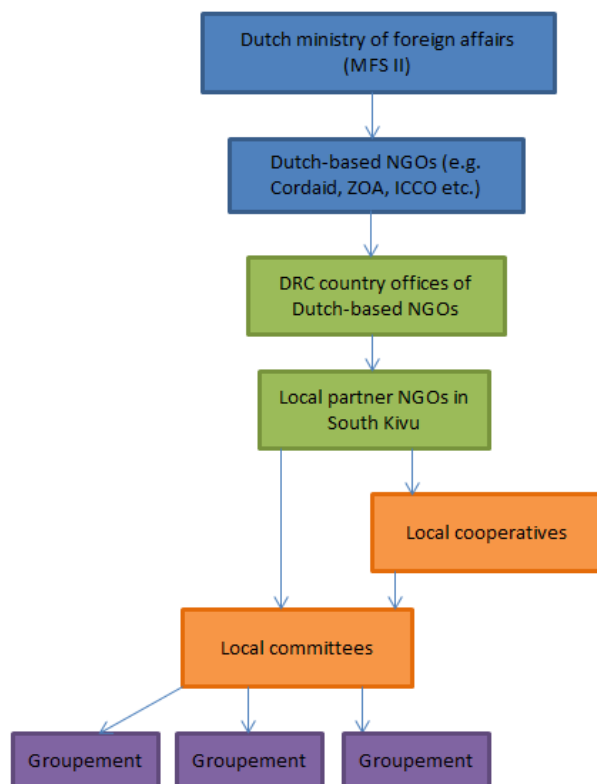 Dutch ministry of foreign affairs
(MFS II)
Dutch-based NGOs (e.g.
Cordaid, ZOA, ICCO etc.)
DRC country offices of
Dutch-based NGOs
Local partner NGOs in
South Kivu
Local cooperatives
Local committees
Groupement
Groupement
Groupement